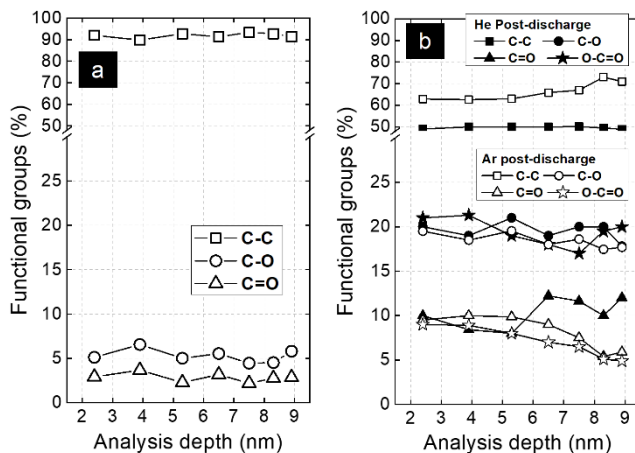 a
100
90
80
70
60
50
20
15
10
5
0
Functional groups (%)
C-C
C-O
C=O
2 3 4 5 6 7 8 9
Analysis depth (nm)
b
100
90
80
70
60
50
20
15
10
5
0
Functional groups (%)
He Post-discharge
C-C C-O
C=O O-C=O
Ar post-discharge
C-C C-O
C=O O-C=O
2 3 4 5 6 7 8 9
Analysis depth (nm)